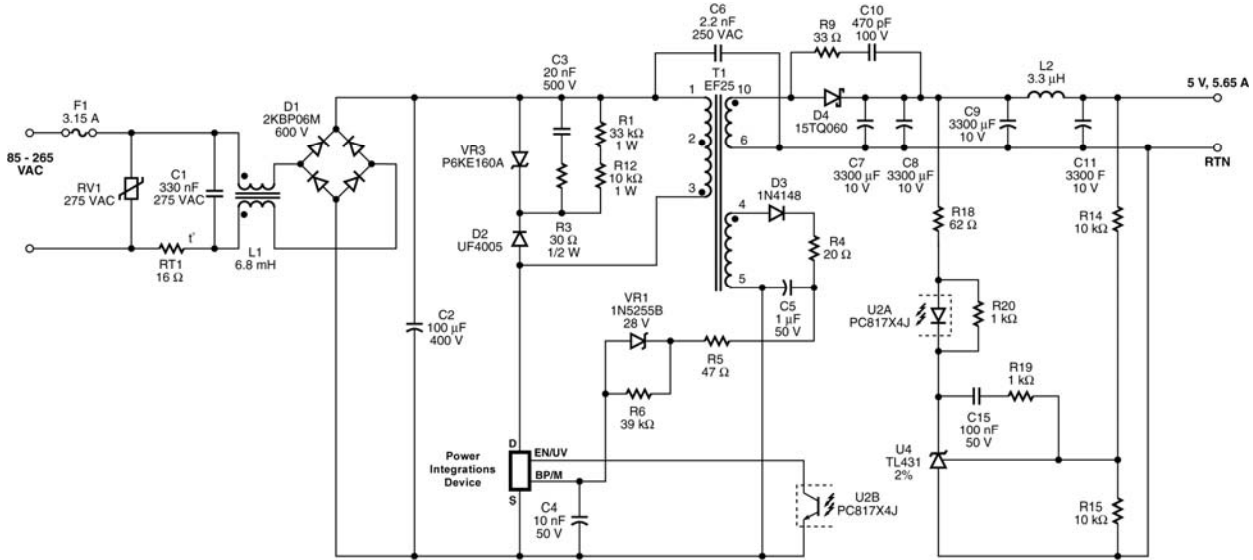 F1
3.15 A
85 - 265
VAC
RV1
275 VAC
C1
330 nF
275 VAC
RT1
16 Ω
t°
L1
6.8 mH
D1
2KBP06M
600 V
C2
100 µF
400 V
C3
20 nF
500 V
VR3
P6KE160A
R1
33 kΩ
1 W
R12
10 kΩ
1 W
D2
UF4005
R3
30 Ω
1/2 W
C6
2.2 nF
250 VAC
T1
EF25
1
2
3
10
6
4
5
R9
33 Ω
C10
470 pF
100 V
D4
15TQ060
C7
3300 µF
10 V
C8
3300 µF
10 V
C9
3300 µF
10 V
L2
3.3 µH
C11
3300 F
10 V
5 V, 5.65 A
RTN
D3
1N4148
R4
20 Ω
C5
1 µF
50 V
VR1
1N5255B
28 V
R5
47 Ω
R6
39 kΩ
R18
62 Ω
R14
10 kΩ
U2A
PC817X4J
R20
1 kΩ
R19
1 kΩ
C15
100 nF
50 V
U4
TL431
2%
R15
10 kΩ
Power
Integrations
Device
D
S
EN/UV
BP/M
C4
10 nF
50 V
U2B
PC817X4J